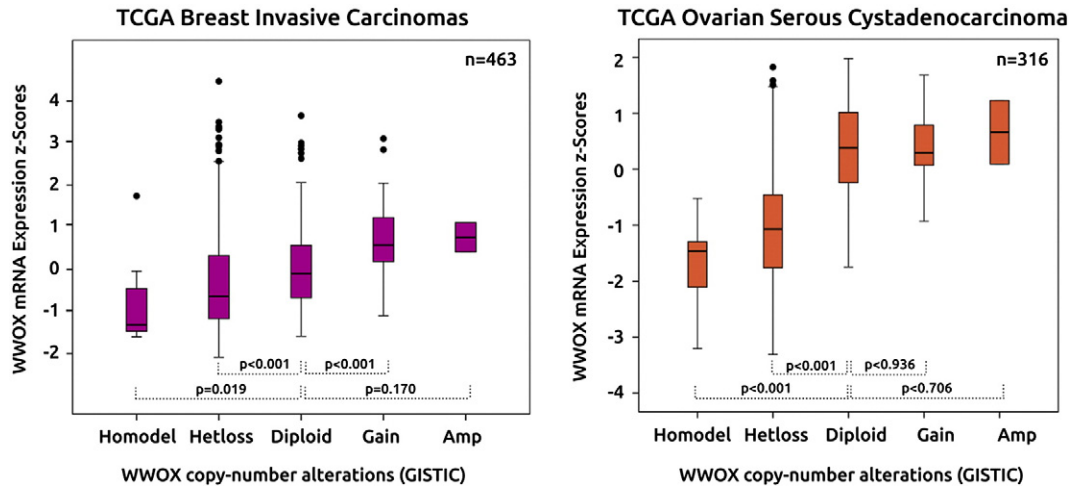 TCGA Breast Invasive Carcinomas
n=463
WWOX mRNA Expression z-Scores
4
3
2
1
0
-1
-2
p<0.001
p<0.001
p=0.019
p=0.170
Homodel
Hetloss
Diploid
Gain
Amp
WWOX copy-number alterations (GISTIC)
TCGA Ovarian Serous Cystadenocarcinoma
n=316
WWOX mRNA Expression z-Scores
2
1
0
-1
-2
-3
-4
p<0.001
p<0.936
p<0.001
p<0.706
Homodel
Hetloss
Diploid
Gain
Amp
WWOX copy-number alterations (GISTIC)